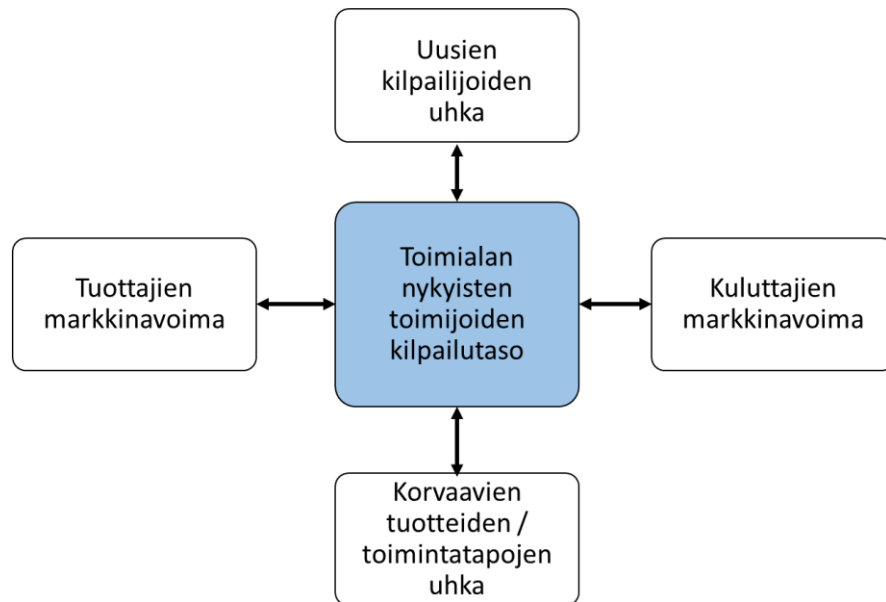 Uusien
kilpailijoiden
uhka
Tuottajien
markkinavoima
Toimialan
nykyisten
toimijoiden
kilpailutaso
Kuluttajien
markkinavoima
Korvaavien
tuotteiden /
toimintatapojen
uhka